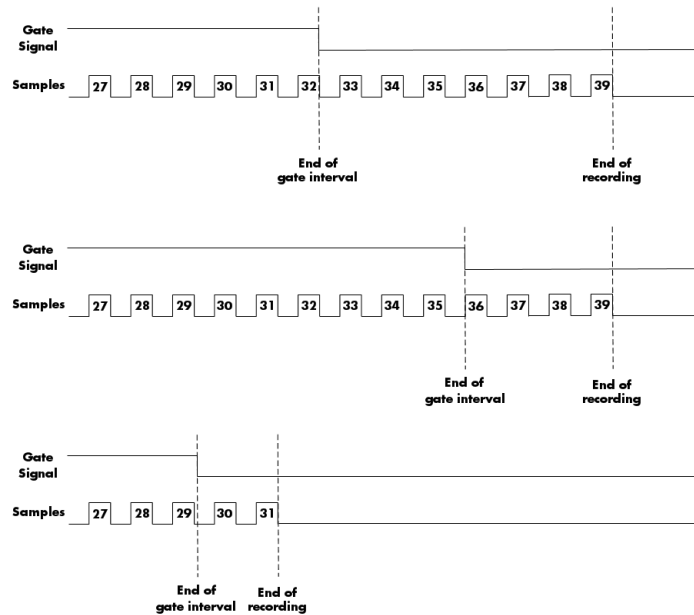 Gate
Signal
Samples 27 28 29 30 31 32 33 34 35 36 37 38 39
End of
gate interval
End of
recording
Gate
Signal
Samples 27 28 29 30 31 32 33 34 35 36 37 38 39
End of
gate interval
End of
recording
Gate
Signal
Samples 27 28 29 30 31
End of
gate interval
End of
recording